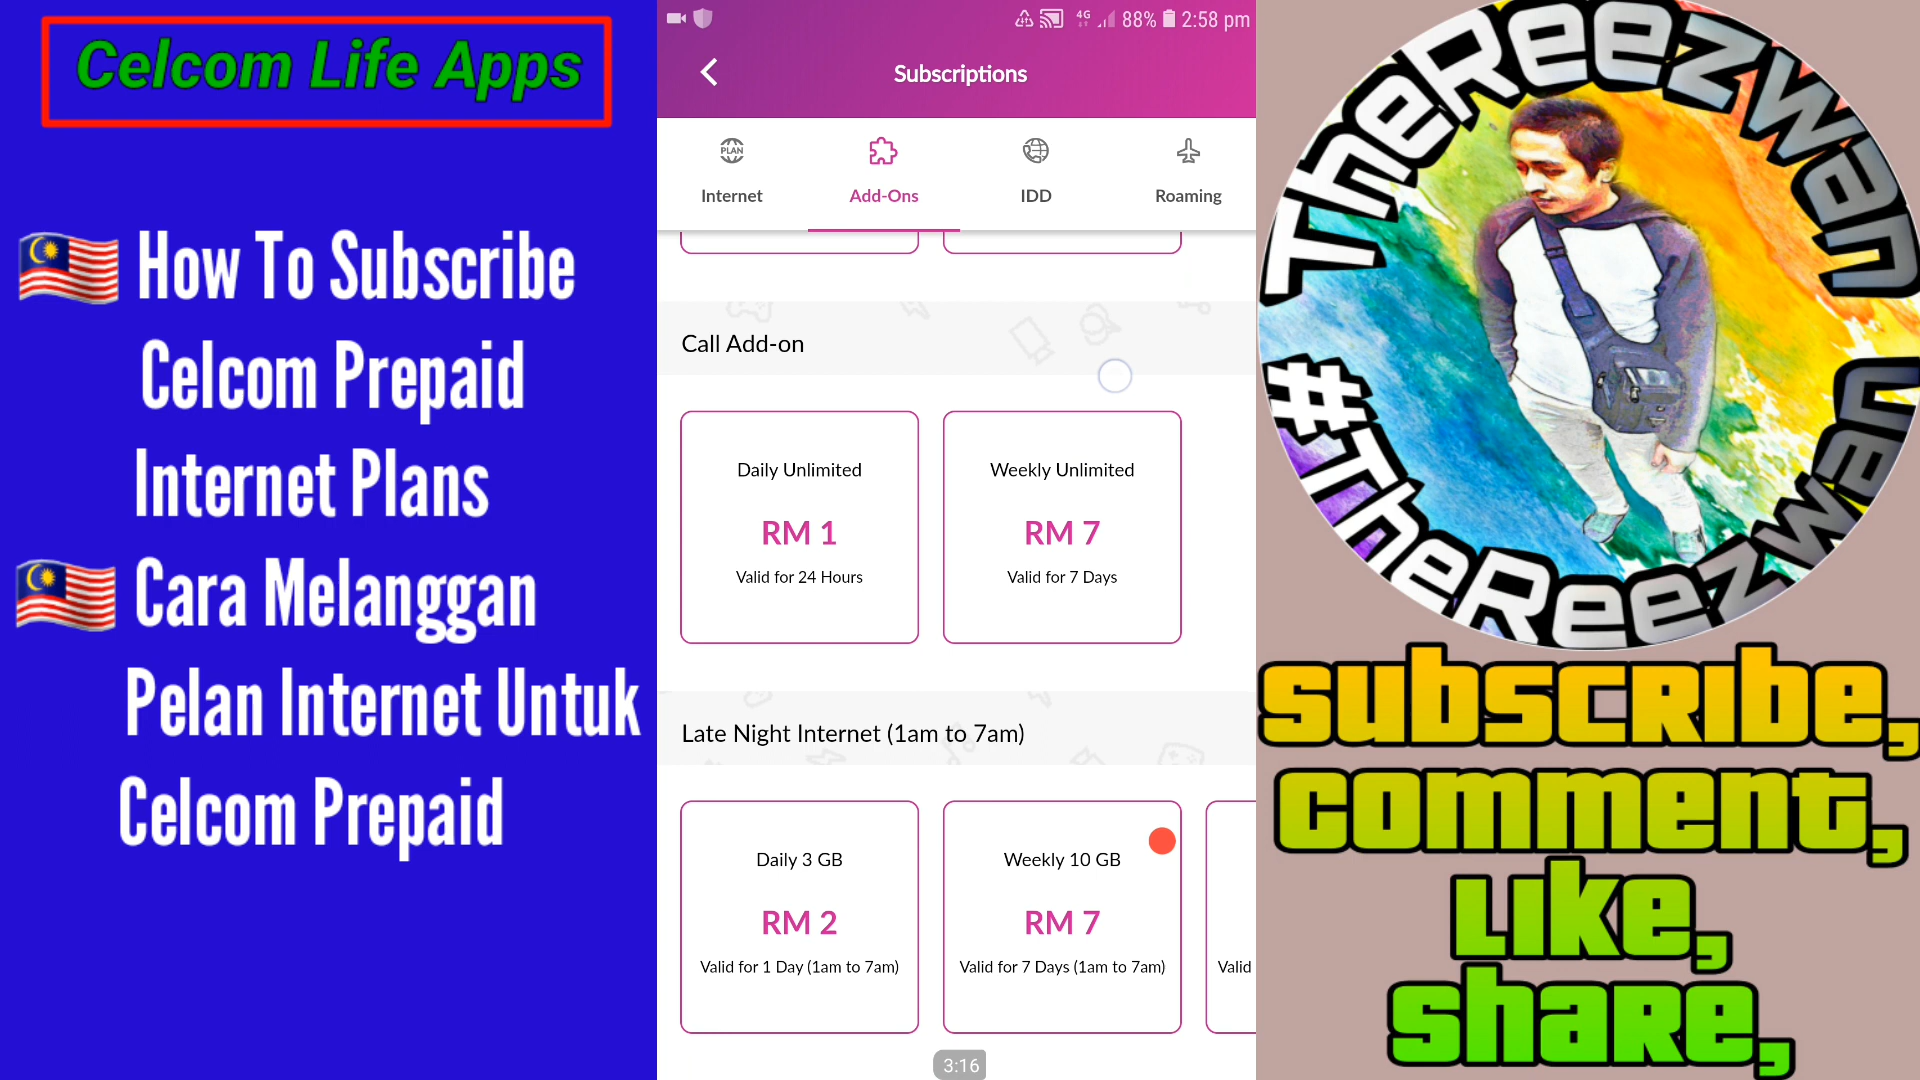 Celcom Life Apps
How To Subscribe
Celcom Prepaid
Internet Plans
Cara Melanggan
Pelan Internet Untuk
Celcom Prepaid
4G 88% 2:58 pm
Subscriptions
PLAN
Internet
Add-Ons
IDD
Roaming
Call Add-on
Daily Unlimited
RM 1
Valid for 24 Hours
Weekly Unlimited
RM 7
Valid for 7 Days
Late Night Internet (1am to 7am)
Daily 3 GB
RM 2
Valid for 1 Day (1am to 7am)
Weekly 10 GB
RM 7
Valid for 7 Days (1am to 7am)
Valid
3:16
TheReezWan
#TheReezWan
subscribe,
comment,
Like,
share,